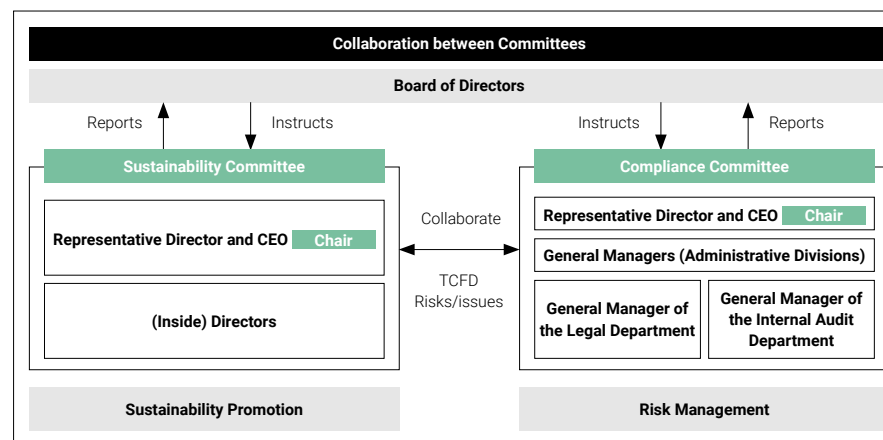 Collaboration between Committees
Board of Directors
Reports
Instructs
Instructs
Reports
Sustainability Committee
Representative Director and CEO Chair
(Inside) Directors
Sustainability Promotion
Collaborate
TCFD
Risks/issues
Compliance Committee
Representative Director and CEO Chair
General Managers (Administrative Divisions)
General Manager of
the Legal Department
General Manager of
the Internal Audit
Department
Risk Management